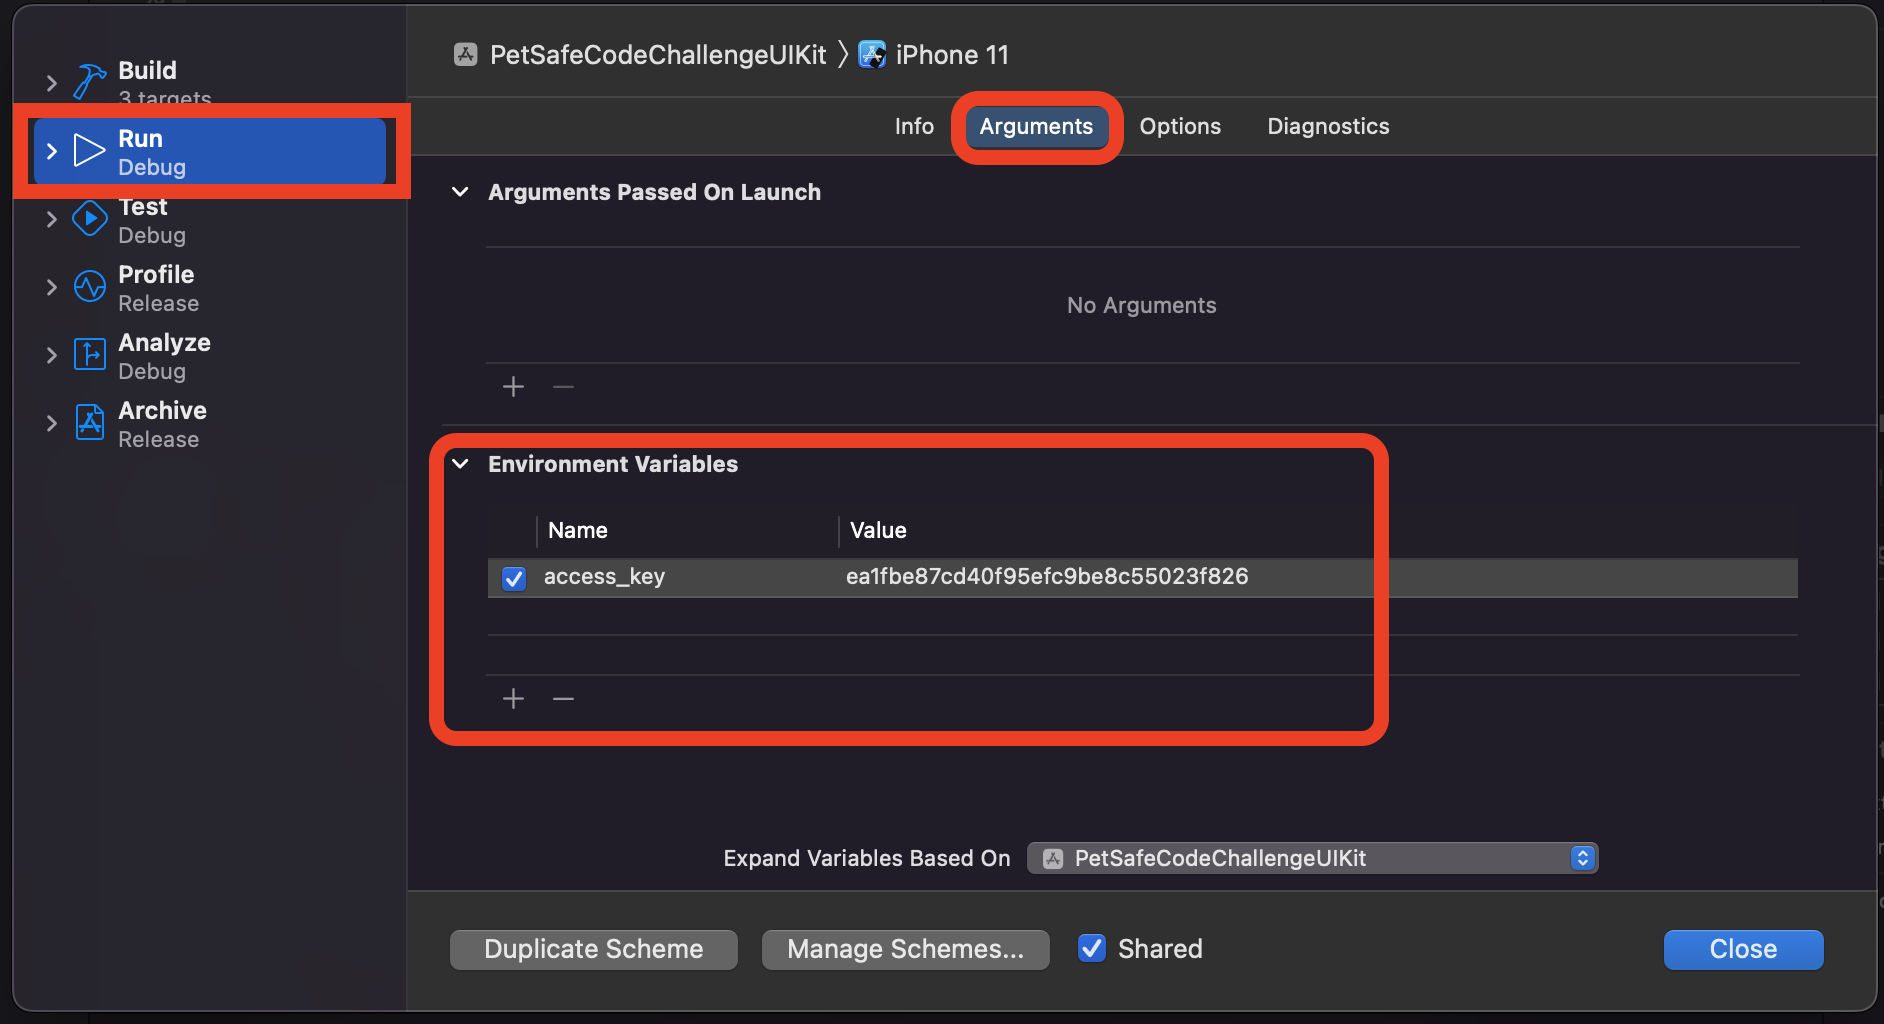 Build
3 targets
Run
Debug
Test
Debug
Profile
Release
Analyze
Debug
Archive
Release
PetSafeCodeChallengeUIKit 〉 iPhone 11
Info Arguments Options Diagnostics
Arguments Passed On Launch
No Arguments
Environment Variables
Name Value
access_key ea1fbe87cd40f95efc9be8c55023f826
Expand Variables Based On PetSafeCodeChallengeUIKit
Duplicate Scheme Manage Schemes... Shared Close